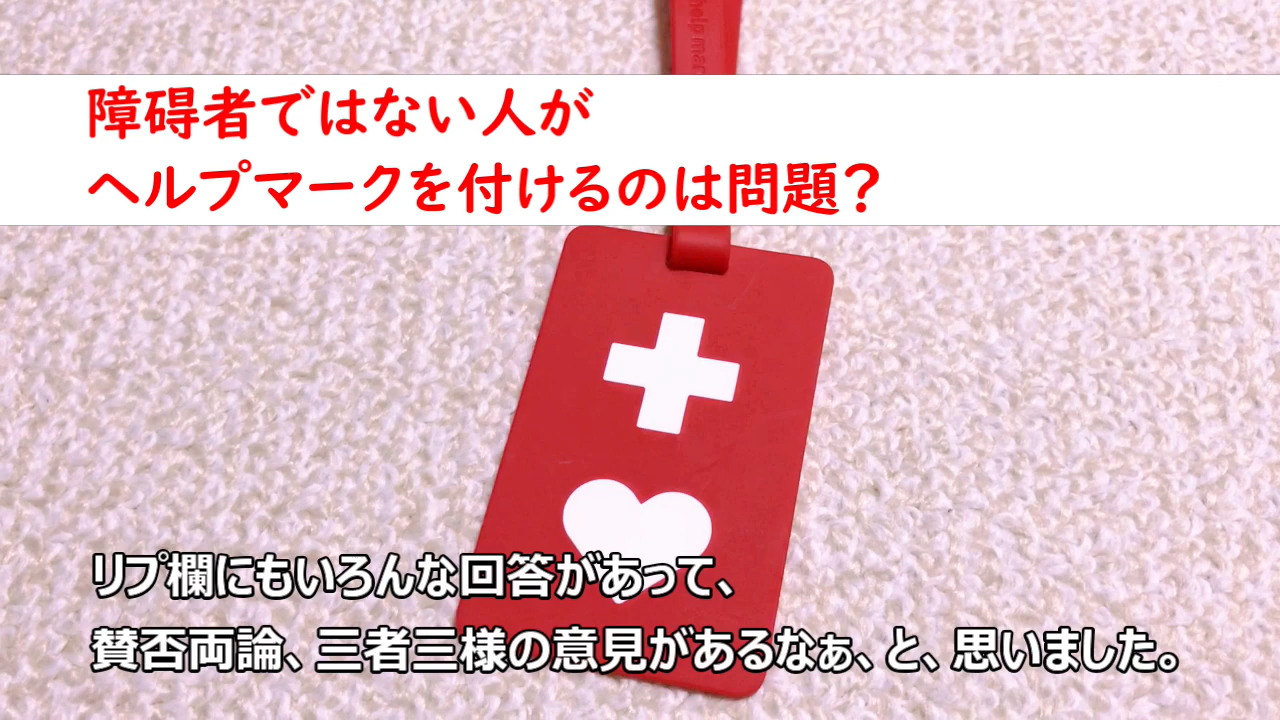 障碍者ではない人が
ヘルプマークを付けるのは問題？
リプ欄にもいろんな回答があって、
賛否両論、三者三様の意見があるなぁ、と、思いました。